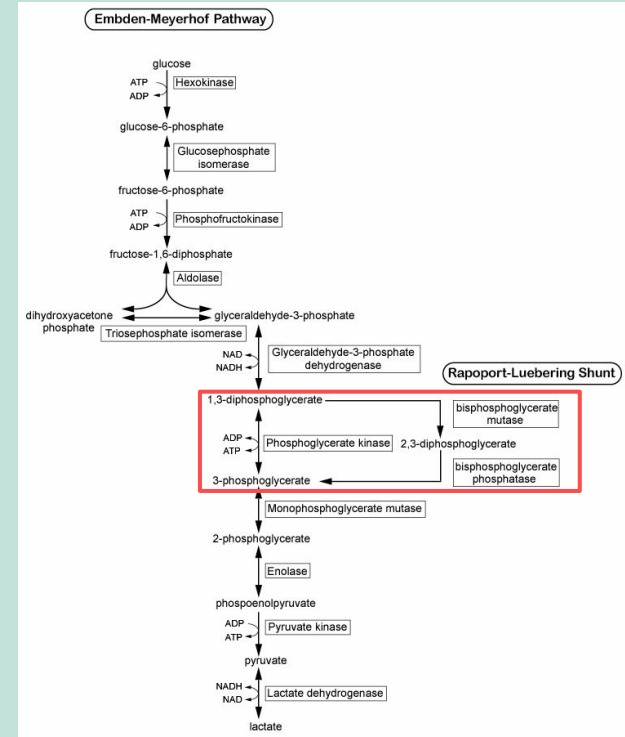 Embden-Meyerhof Pathway
glucose
ATP
Hexokinase
ADP
glucose-6-phosphate
Glucosephosphate
isomerase
fructose-6-phosphate
ATP
Phosphofructokinase
ADP
fructose-1,6-diphosphate
Aldolase
dihydroxyacetone
phosphate
glyceraldehyde-3-phosphate
Triosephosphate isomerase
NAD
NADH
Glyceraldehyde-3-phosphate
dehydrogenase
Rapoport-Luebering Shunt
1,3-diphosphoglycerate
bisphosphoglycerate
mutase
ADP
ATP
Phosphoglycerate kinase
2,3-diphosphoglycerate
bisphosphoglycerate
phosphatase
3-phosphoglycerate
Monophosphoglycerate mutase
2-phosphoglycerate
Enolase
phospoenolpyruvate
ADP
ATP
Pyruvate kinase
pyruvate
NADH
NAD
Lactate dehydrogenase
lactate